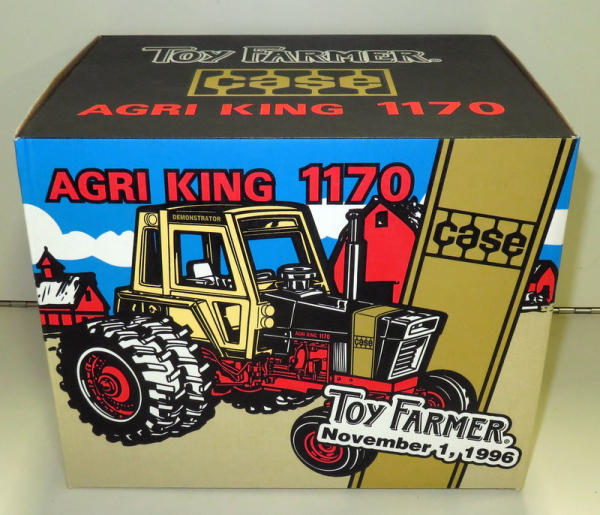 TOY FARMER®
case
AGRI KING 1170
AGRI KING 1170
case
DEMONSTRATOR
AGRI KING 1170
case
TOY FARMER®
November 1, 1996